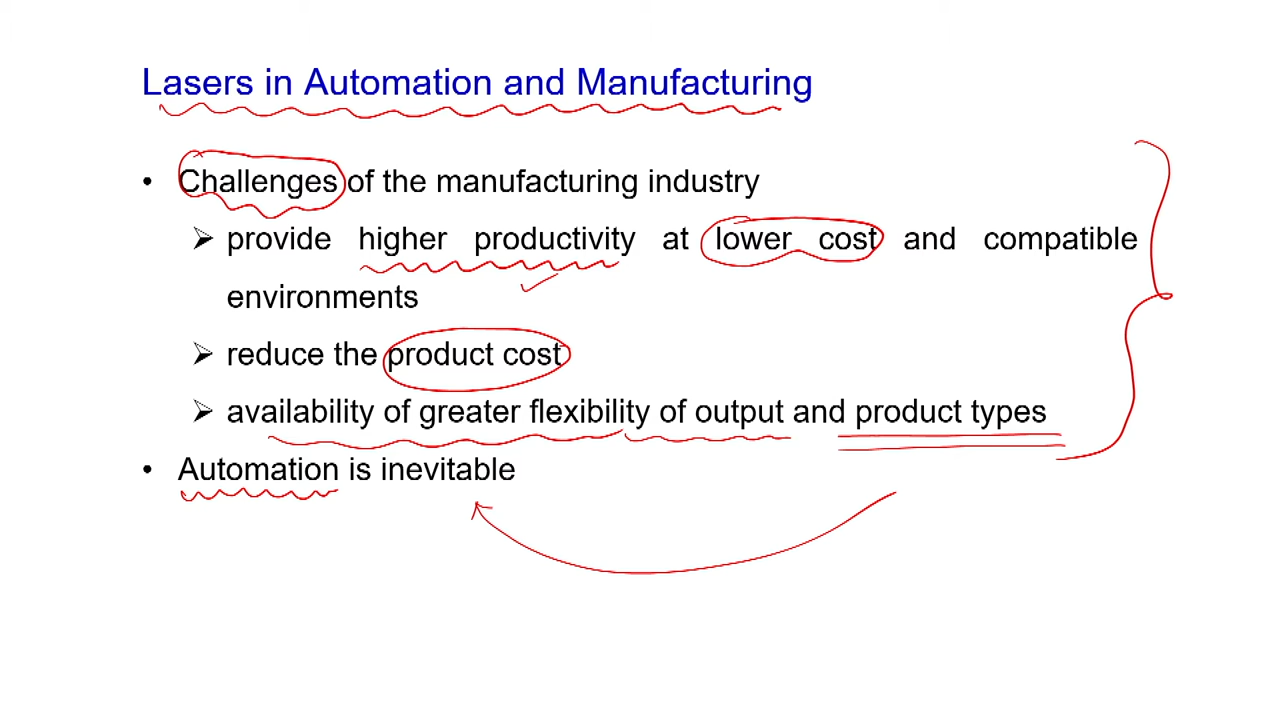 Lasers in Automation and Manufacturing
• Challenges of the manufacturing industry
➢ provide higher productivity at lower cost and compatible
environments
➢ reduce the product cost
➢ availability of greater flexibility of output and product types
• Automation is inevitable